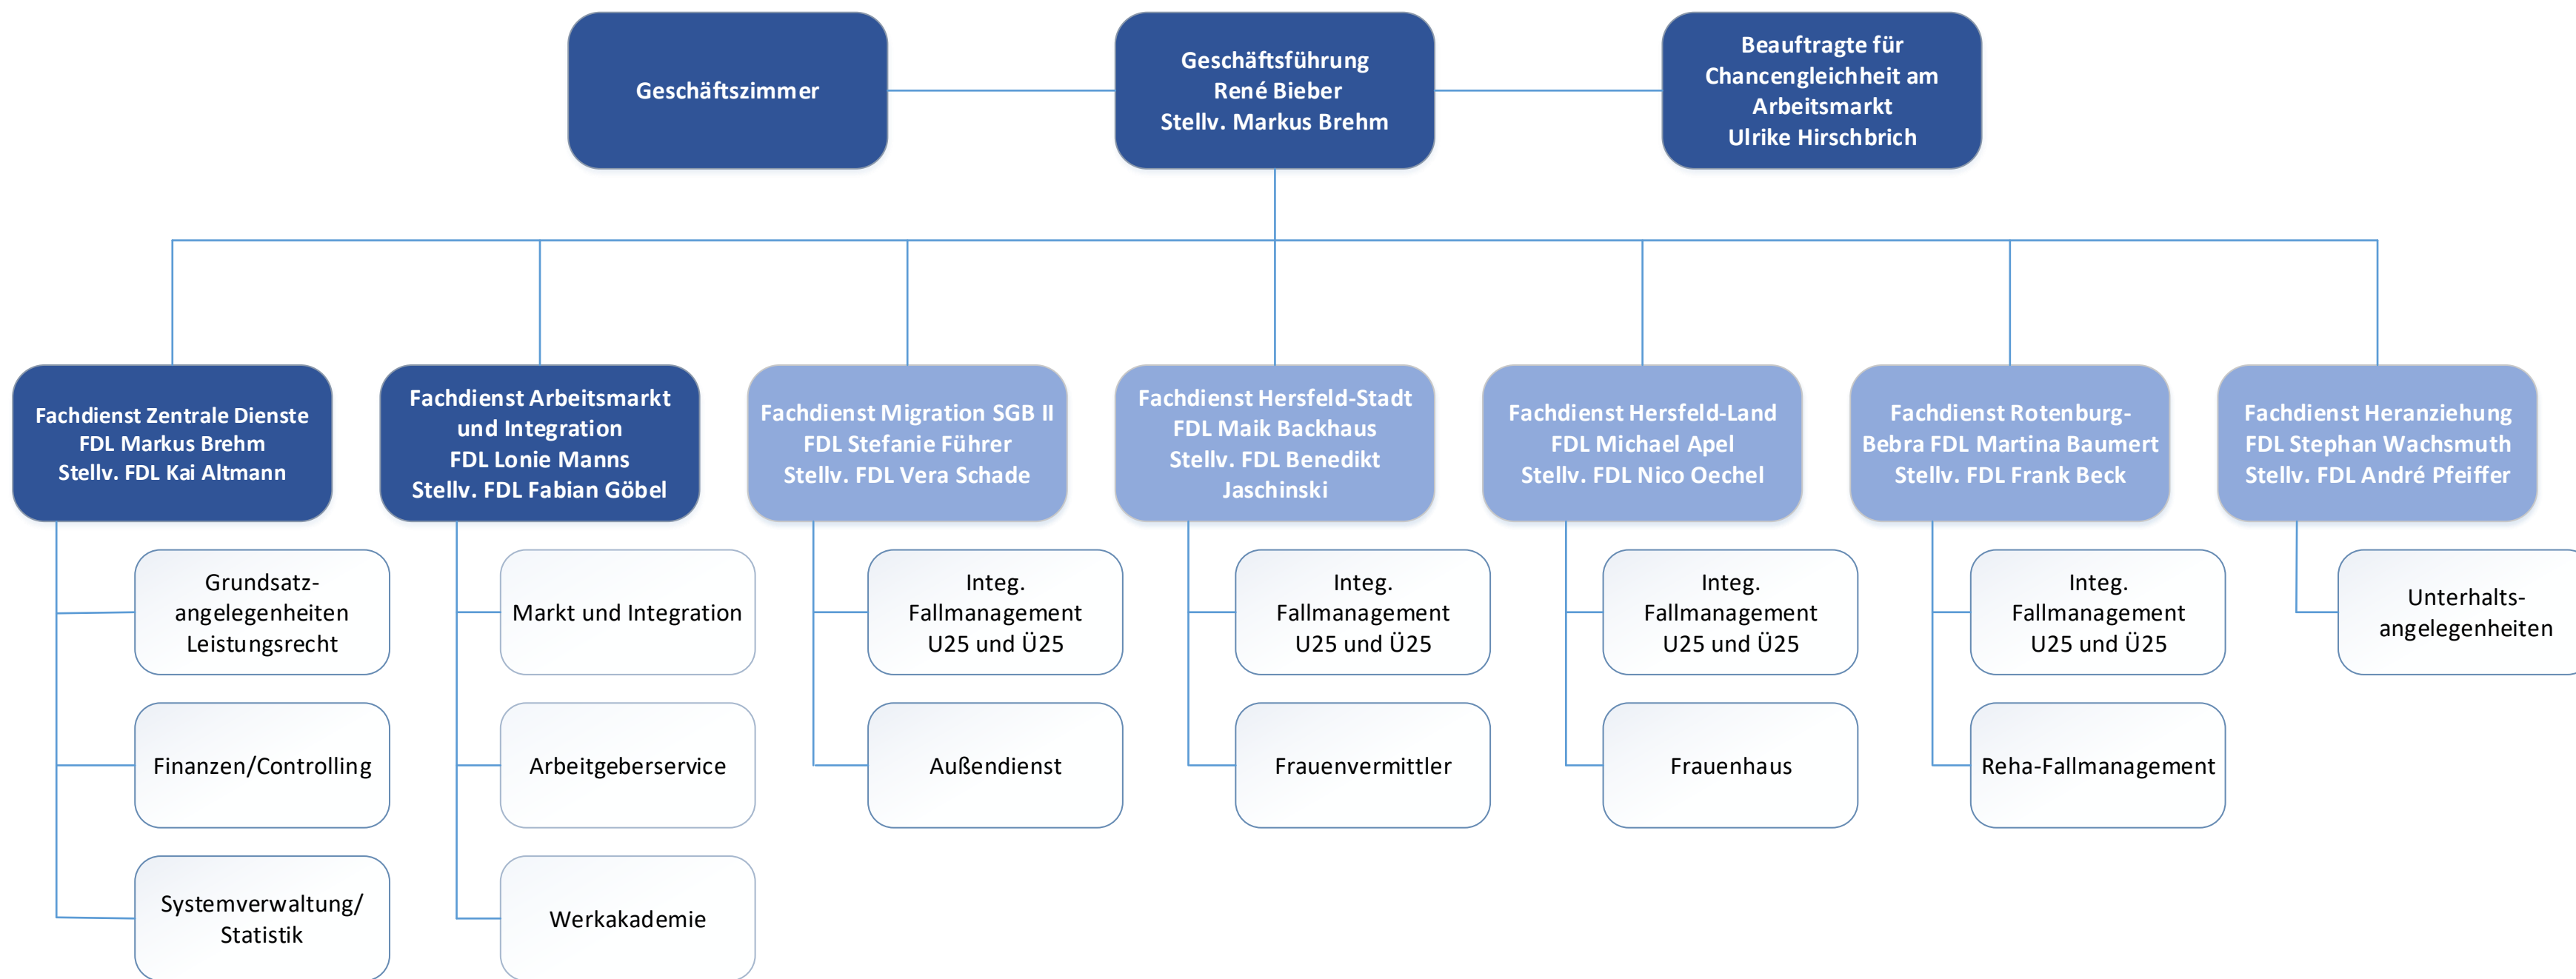 Geschäftszimmer
Geschäftsführung
René Bieber
Stellv. Markus Brehm
Beauftragte für
Chancengleichheit am
Arbeitsmarkt
Ulrike Hirschbrich
Fachdienst Zentrale Dienste
FDL Markus Brehm
Stellv. FDL Kai Altmann
Fachdienst Arbeitsmarkt
und Integration
FDL Lonie Manns
Stellv. FDL Fabian Göbel
Fachdienst Migration SGB II
FDL Stefanie Führer
Stellv. FDL Vera Schade
Fachdienst Hersfeld-Stadt
FDL Maik Backhaus
Stellv. FDL Benedikt
Jaschinski
Fachdienst Hersfeld-Land
FDL Michael Apel
Stellv. FDL Nico Oechel
Fachdienst Rotenburg-
Bebra FDL Martina Baumert
Stellv. FDL Frank Beck
Fachdienst Heranziehung
FDL Stephan Wachsmuth
Stellv. FDL André Pfeiffer
Grundsatz-
angelegenheiten
Leistungsrecht
Finanzen/Controlling
Systemverwaltung/
Statistik
Markt und Integration
Arbeitgeberservice
Werkakademie
Integ.
Fallmanagement
U25 und Ü25
Außendienst
Integ.
Fallmanagement
U25 und Ü25
Frauenvermittler
Integ.
Fallmanagement
U25 und Ü25
Frauenhaus
Integ.
Fallmanagement
U25 und Ü25
Reha-Fallmanagement
Unterhalts-
angelegenheiten